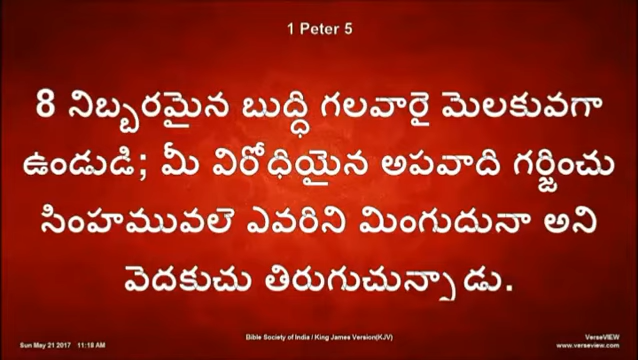 1 Peter 5
8 నిబ్బరమైన బుద్ధి గలవారై మెలకువగా
ఉండుడి; మీ విరోధియైన అపవాది గర్జించు
సింహమువలె ఎవరిని మింగుదునా అని
వెదకుచు తిరుగుచున్నాడు.
Bible Society of India / King James Version(KJV)
Sun May 21 2017 11:18 AM
VerseVIEW
www.verseview.com